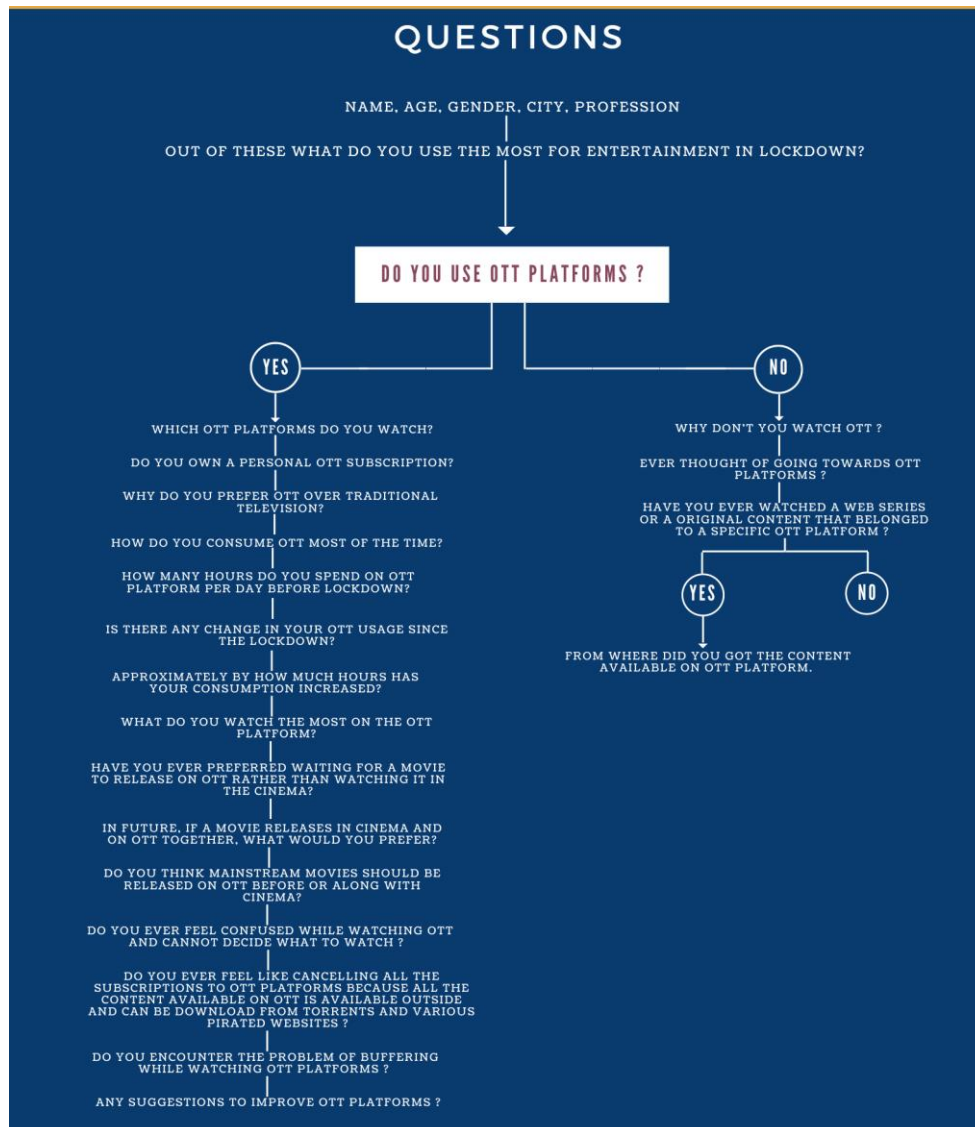 QUESTIONS
NAME, AGE, GENDER, CITY, PROFESSION
OUT OF THESE WHAT DO YOU USE THE MOST FOR ENTERTAINMENT IN LOCKDOWN?
DO YOU USE OTT PLATFORMS ?
YES
WHICH OTT PLATFORMS DO YOU WATCH?
DO YOU OWN A PERSONAL OTT SUBSCRIPTION?
WHY DO YOU PREFER OTT OVER TRADITIONAL
TELEVISION?
HOW DO YOU CONSUME OTT MOST OF THE TIME?
HOW MANY HOURS DO YOU SPEND ON OTT
PLATFORM PER DAY BEFORE LOCKDOWN?
IS THERE ANY CHANGE IN YOUR OTT USAGE SINCE
THE LOCKDOWN?
APPROXIMATELY BY HOW MUCH HOURS HAS
YOUR CONSUMPTION INCREASED?
WHAT DO YOU WATCH THE MOST ON THE OTT
PLATFORM?
HAVE YOU EVER PREFERRED WAITING FOR A MOVIE
TO RELEASE ON OTT RATHER THAN WATCHING IT IN
THE CINEMA?
IN FUTURE, IF A MOVIE RELEASES IN CINEMA AND
ON OTT TOGETHER, WHAT WOULD YOU PREFER?
DO YOU THINK MAINSTREAM MOVIES SHOULD BE
RELEASED ON OTT BEFORE OR ALONG WITH
CINEMA?
DO YOU EVER FEEL CONFUSED WHILE WATCHING OTT
AND CANNOT DECIDE WHAT TO WATCH ?
DO YOU EVER FEEL LIKE CANCELLING ALL THE
SUBSCRIPTIONS TO OTT PLATFORMS BECAUSE ALL THE
CONTENT AVAILABLE ON OTT IS AVAILABLE OUTSIDE
AND CAN BE DOWNLOAD FROM TORRENTS AND VARIOUS
PIRATED WEBSITES ?
DO YOU ENCOUNTER THE PROBLEM OF BUFFERING
WHILE WATCHING OTT PLATFORMS ?
ANY SUGGESTIONS TO IMPROVE OTT PLATFORMS ?
NO
WHY DON'T YOU WATCH OTT ?
EVER THOUGHT OF GOING TOWARDS OTT
PLATFORMS ?
HAVE YOU EVER WATCHED A WEB SERIES
OR A ORIGINAL CONTENT THAT BELONGED
TO A SPECIFIC OTT PLATFORM ?
YES
NO
FROM WHERE DID YOU GOT THE CONTENT
AVAILABLE ON OTT PLATFORM.